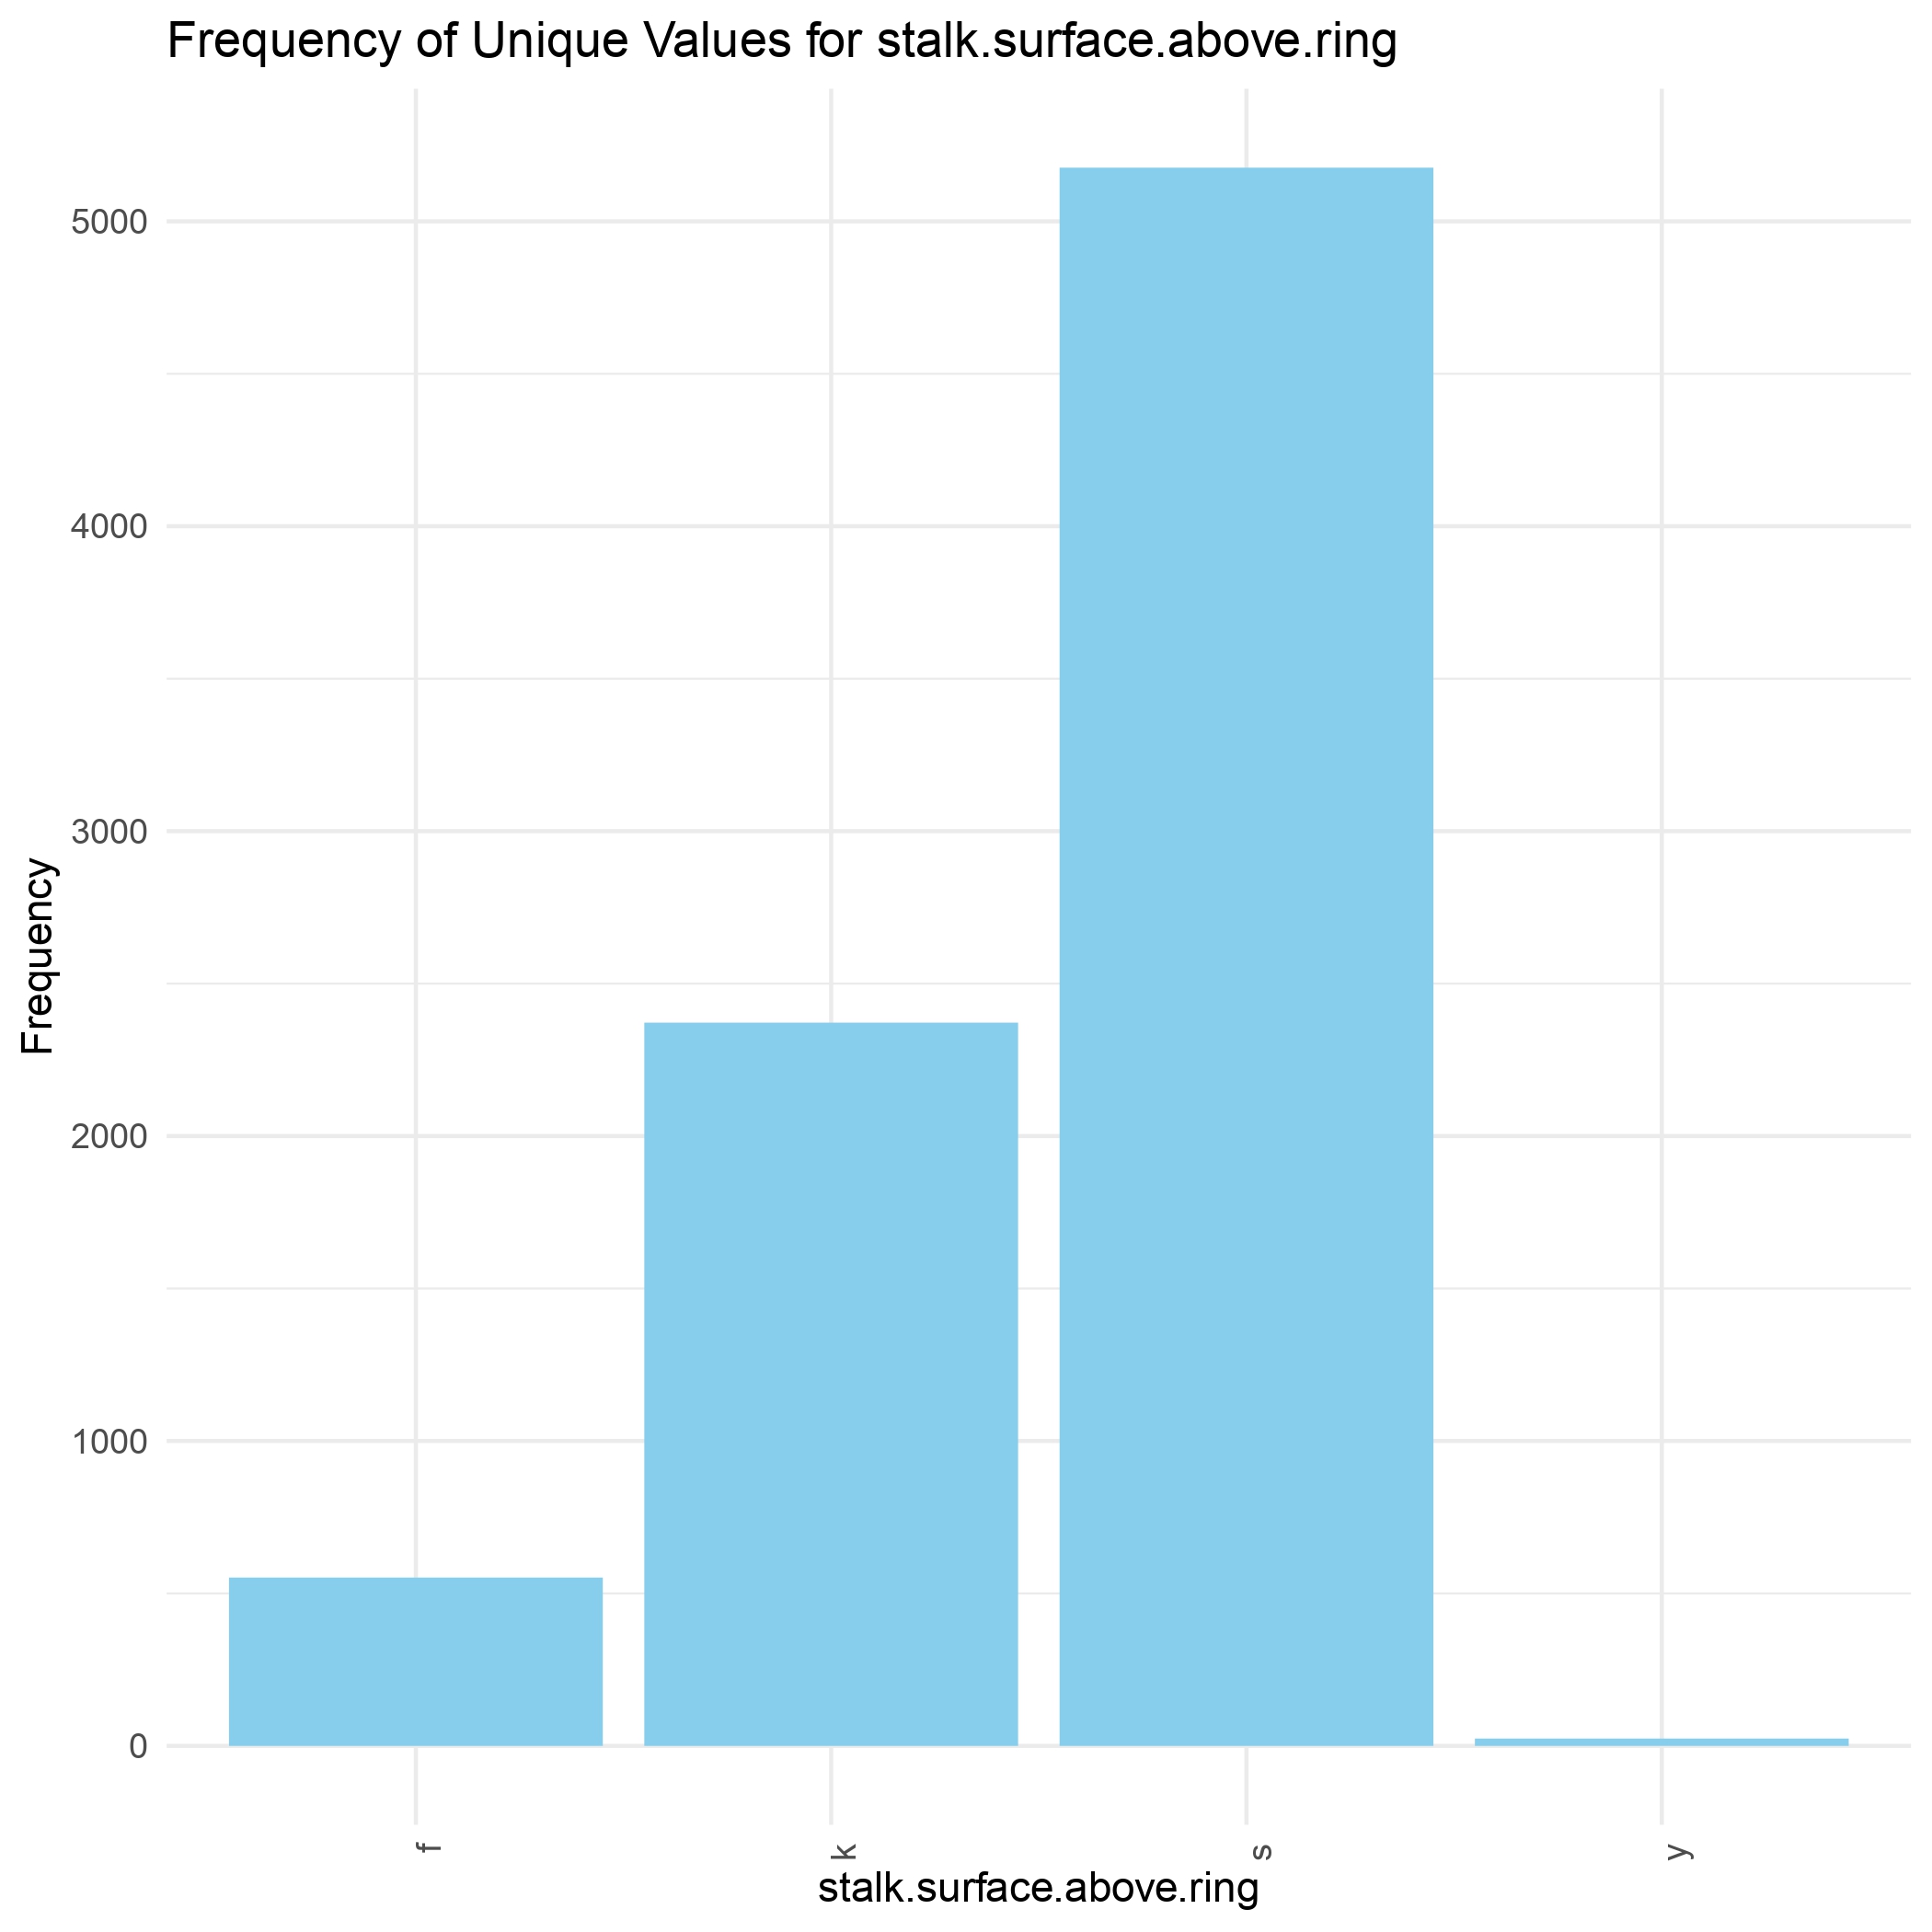 Frequency of Unique Values for stalk.surface.above.ring
Frequency
5000
4000
3000
2000
1000
0
f
k
s
y
stalk.surface.above.ring